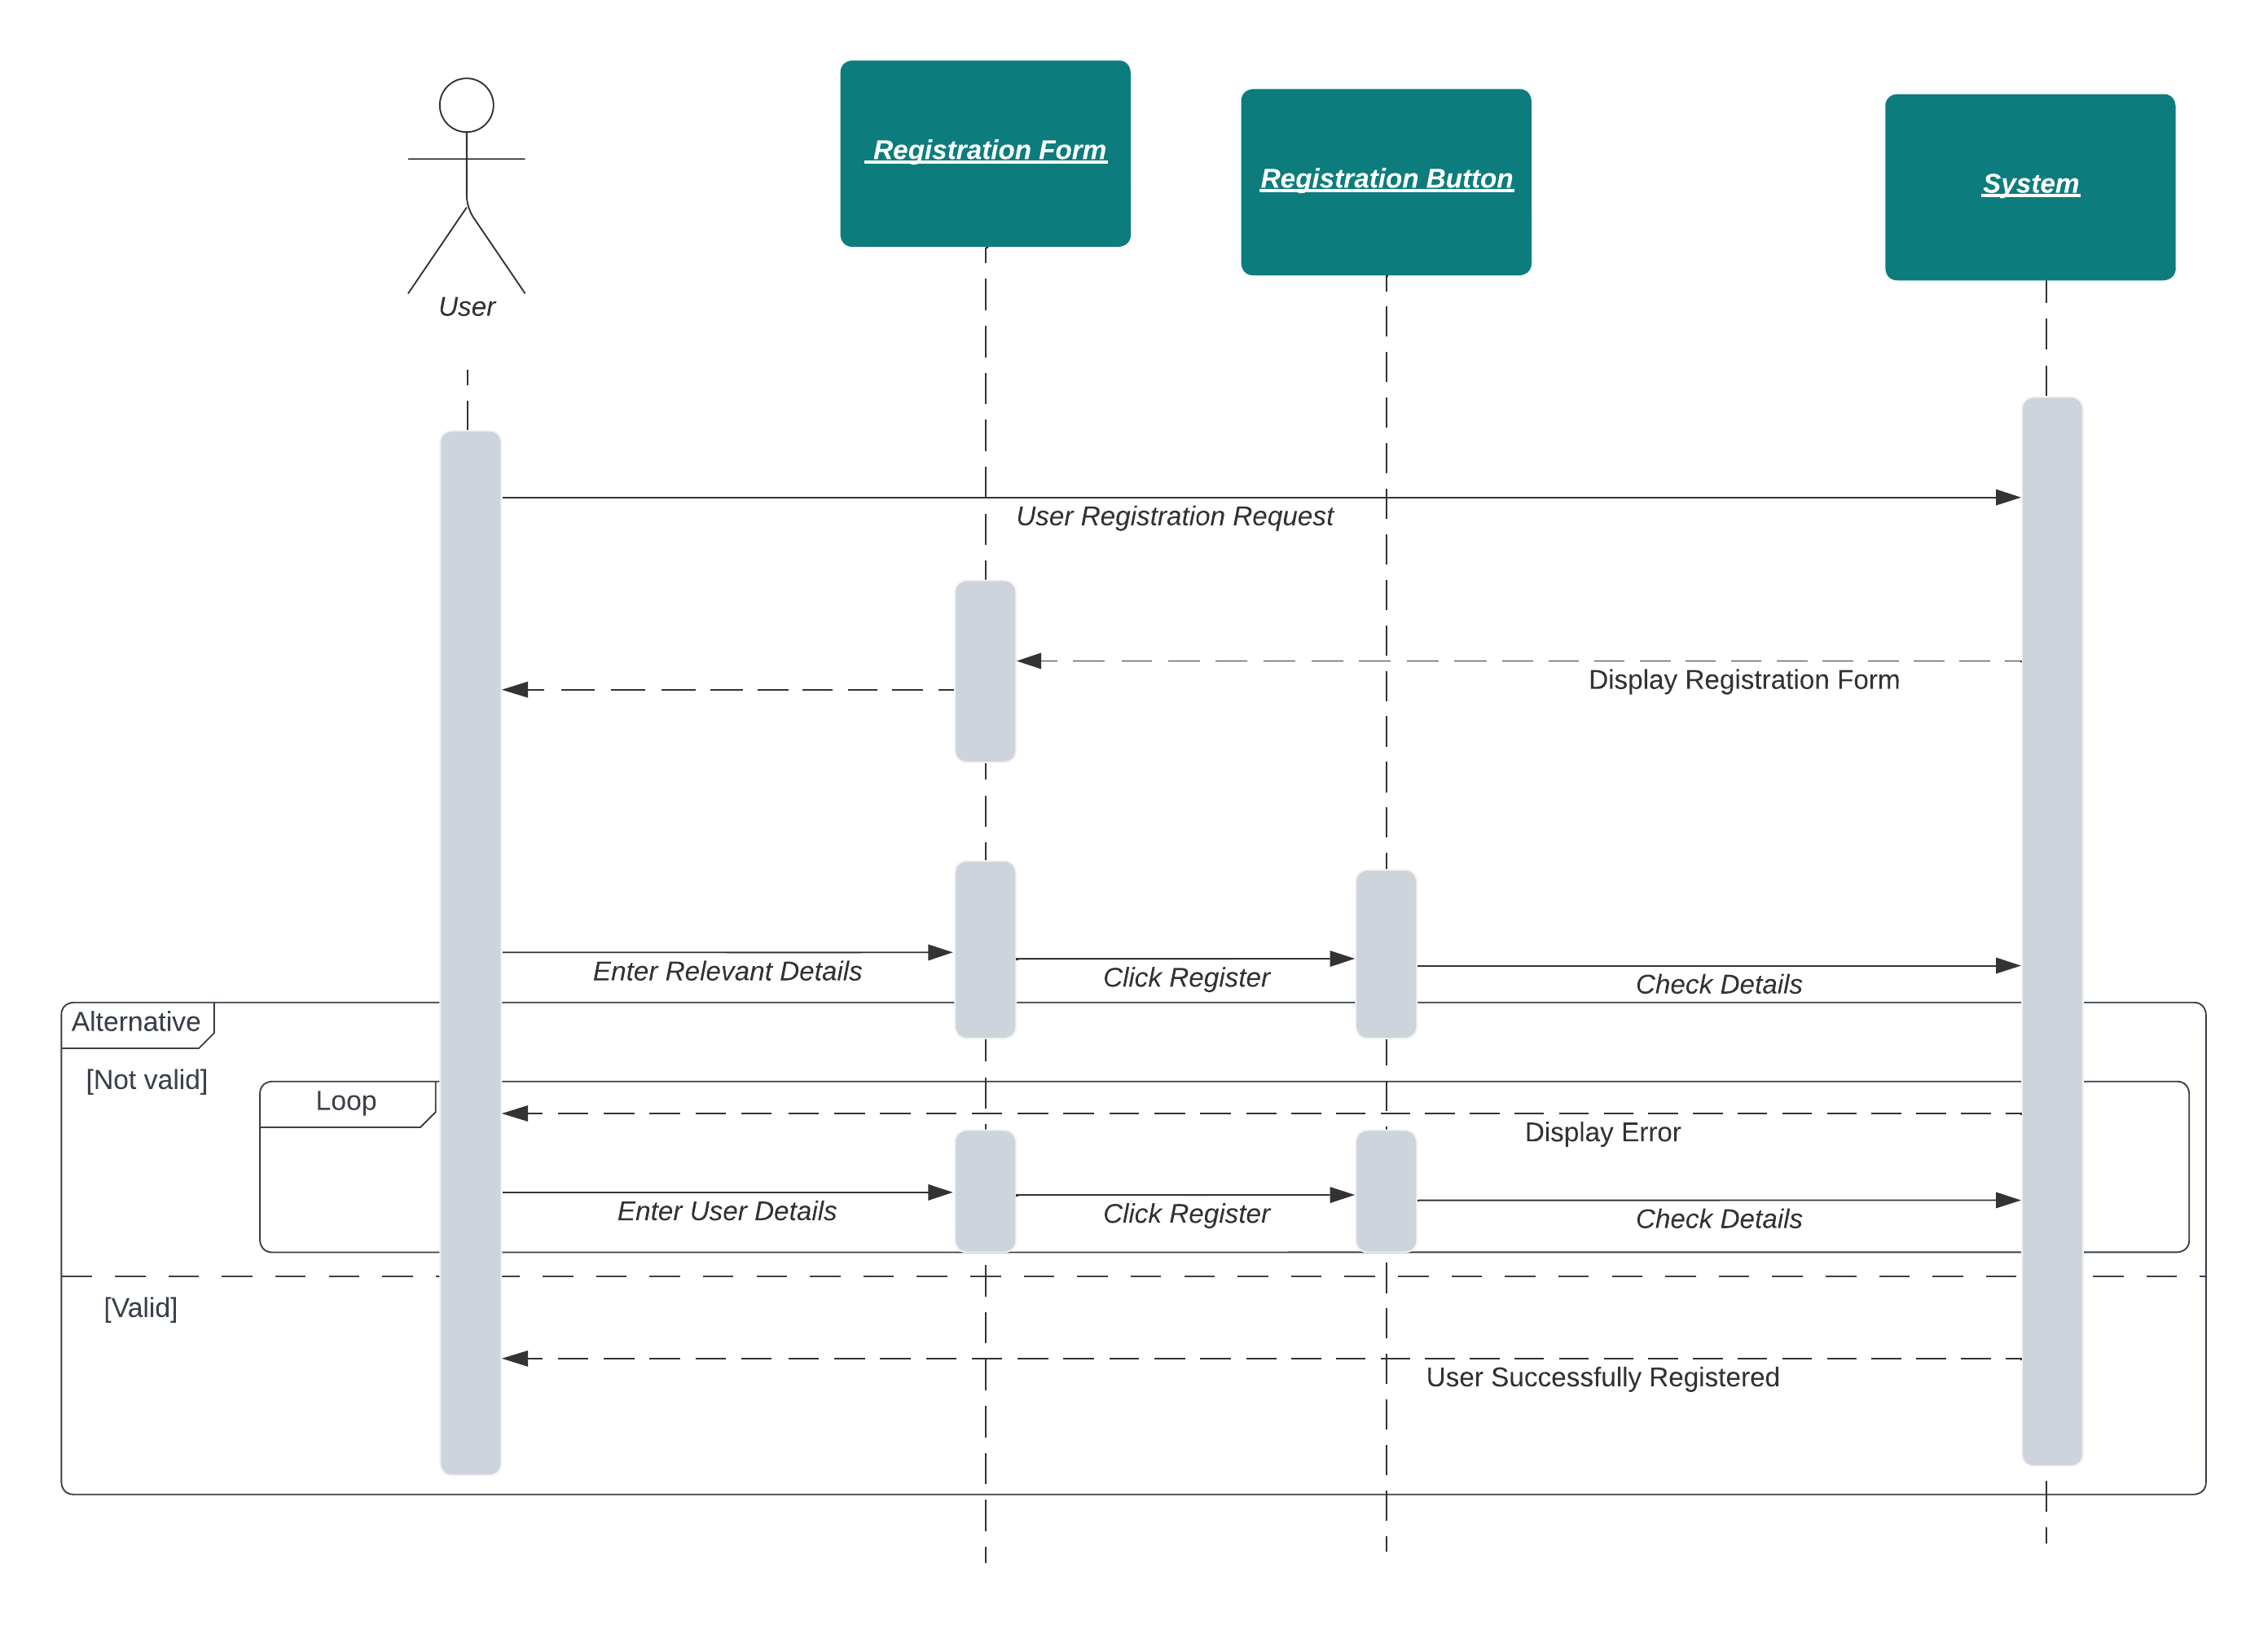 Registration Form
Registration Button
System
User
User Registration Request
Display Registration Form
Enter Relevant Details
Click Register
Check Details
Alternative
[Not valid]
Loop
Display Error
Enter User Details
Click Register
Check Details
[Valid]
User Successfully Registered